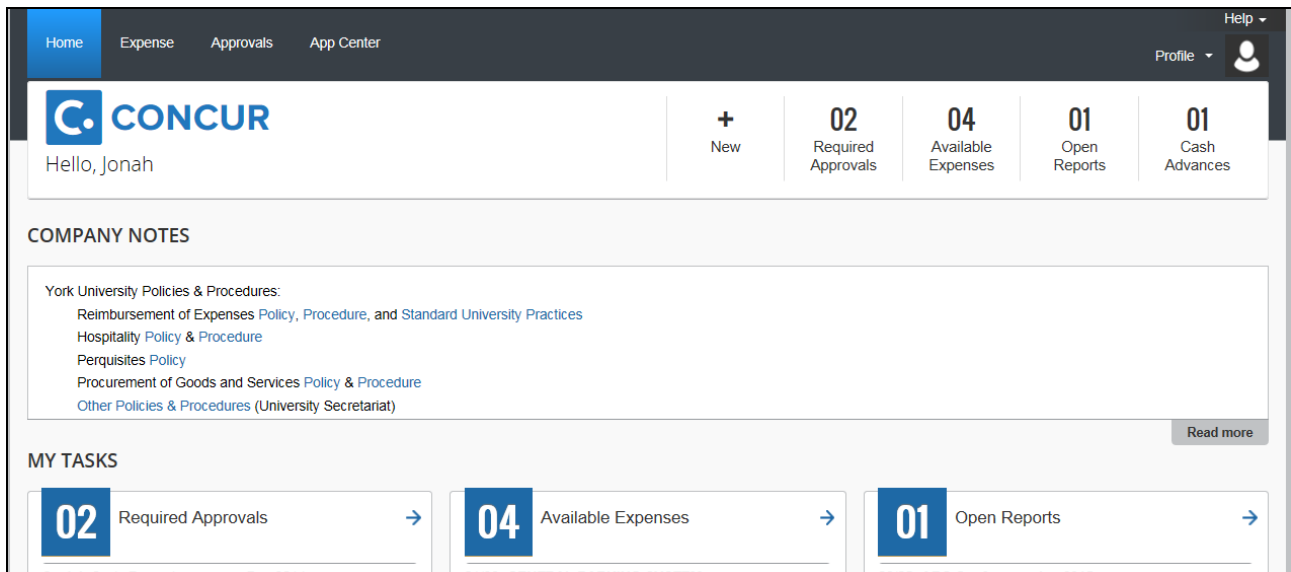 Help
Home Expense Approvals App Center
Profile
C. CONCUR
Hello, Jonah
+ 02 04 01 01
New Required Available Open Cash
Approvals Expenses Reports Advances
COMPANY NOTES
York University Policies & Procedures:
Reimbursement of Expenses Policy, Procedure, and Standard University Practices
Hospitality Policy & Procedure
Perquisites Policy
Procurement of Goods and Services Policy & Procedure
Other Policies & Procedures (University Secretariat)
Read more
MY TASKS
02 Required Approvals → 04 Available Expenses → 01 Open Reports →